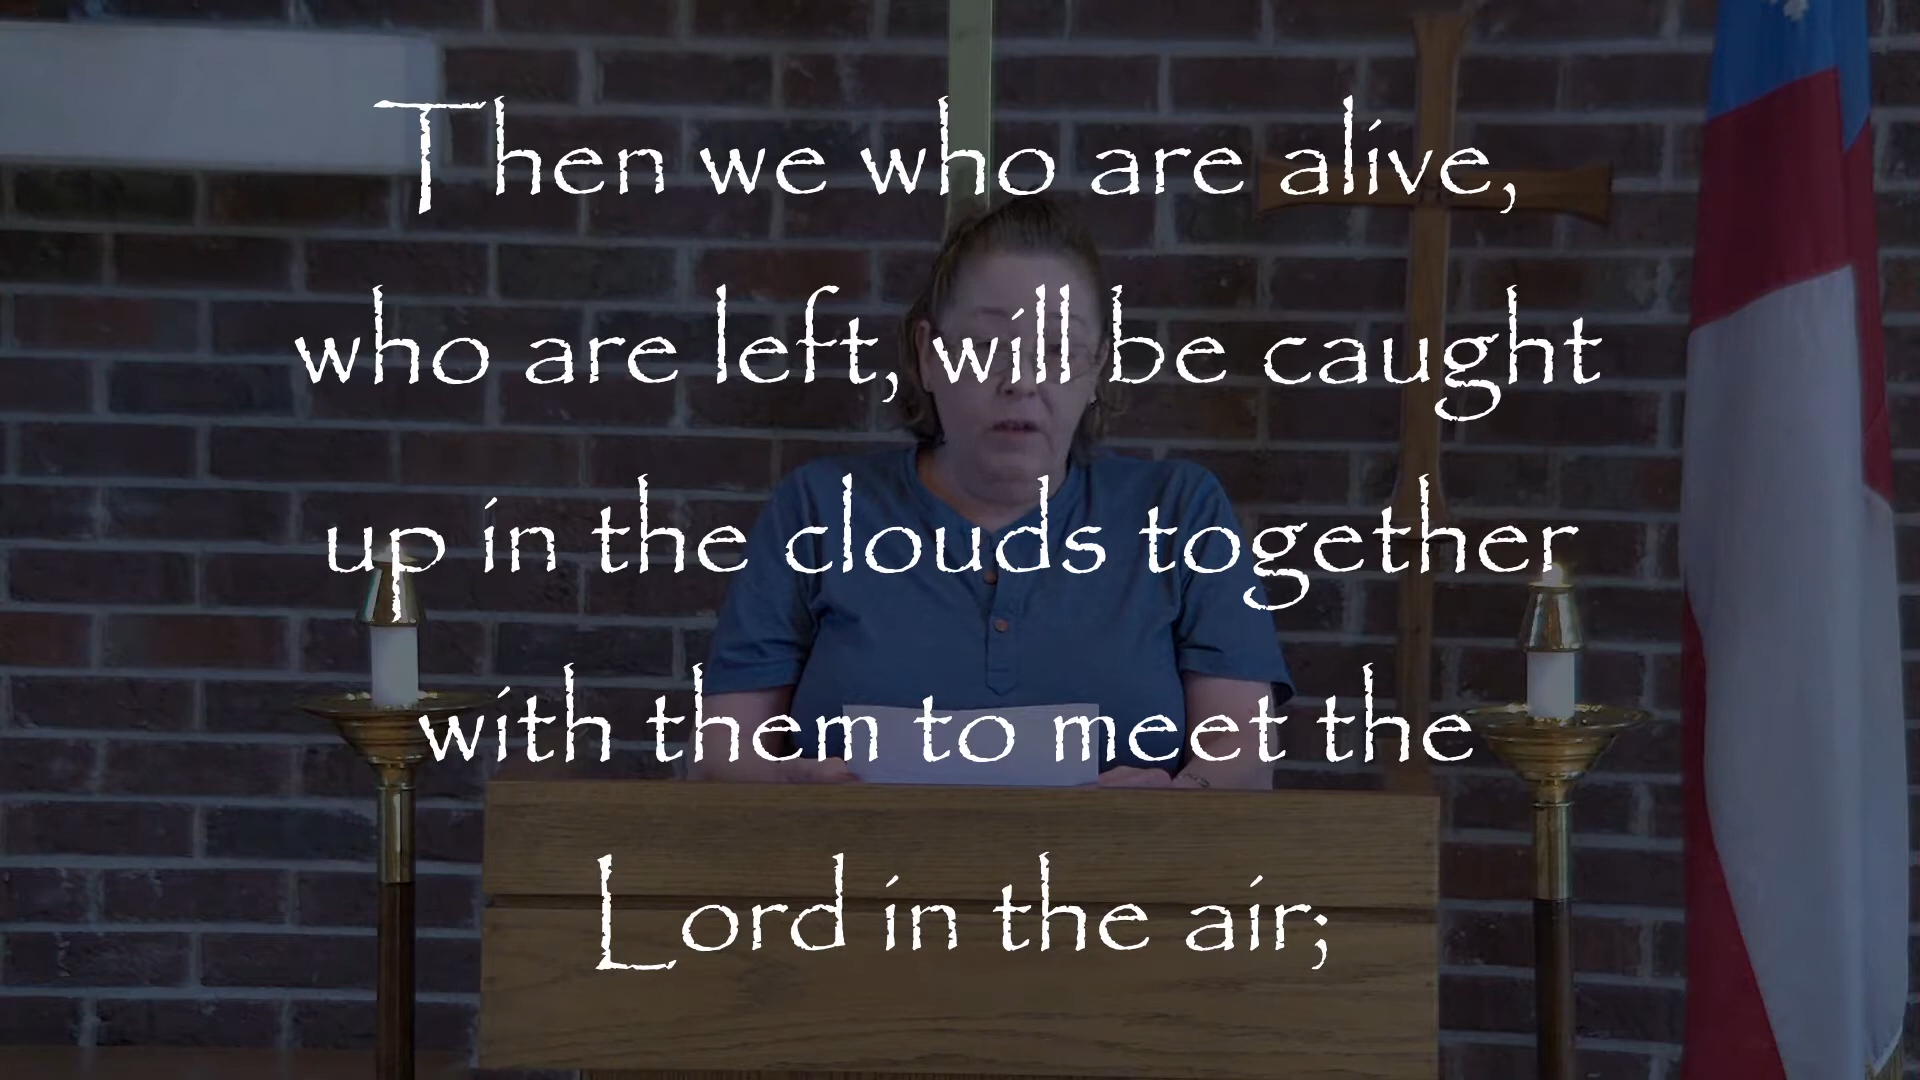 Then we who are alive,
who are left, will be caught
up in the clouds together
with them to meet the
Lord in the air;